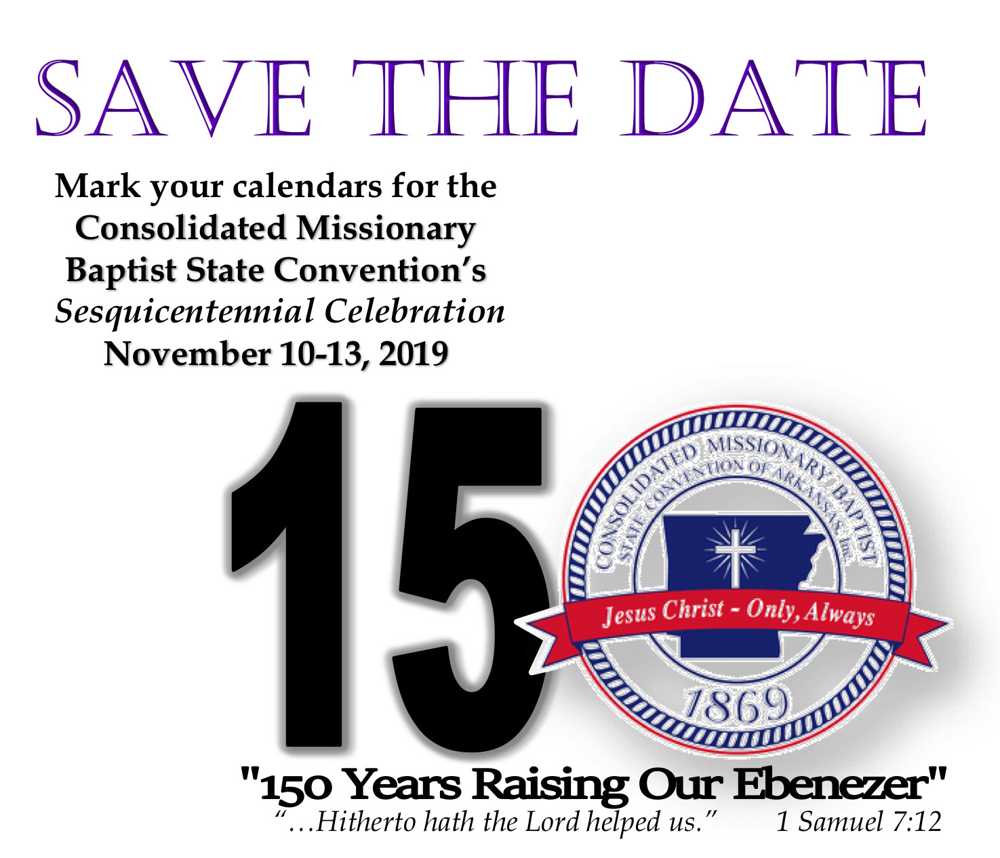 SAVE THE DATE
Mark your calendars for the
Consolidated Missionary
Baptist State Convention’s
Sesquicentennial Celebration
November 10-13, 2019
15
CONSOLIDATED MISSIONARY BAPTIST
STATE CONVENTION OF ARKANSAS, Inc.
Jesus Christ - Only, Always
1869
"150 Years Raising Our Ebenezer"
“…Hitherto hath the Lord helped us.” 1 Samuel 7:12